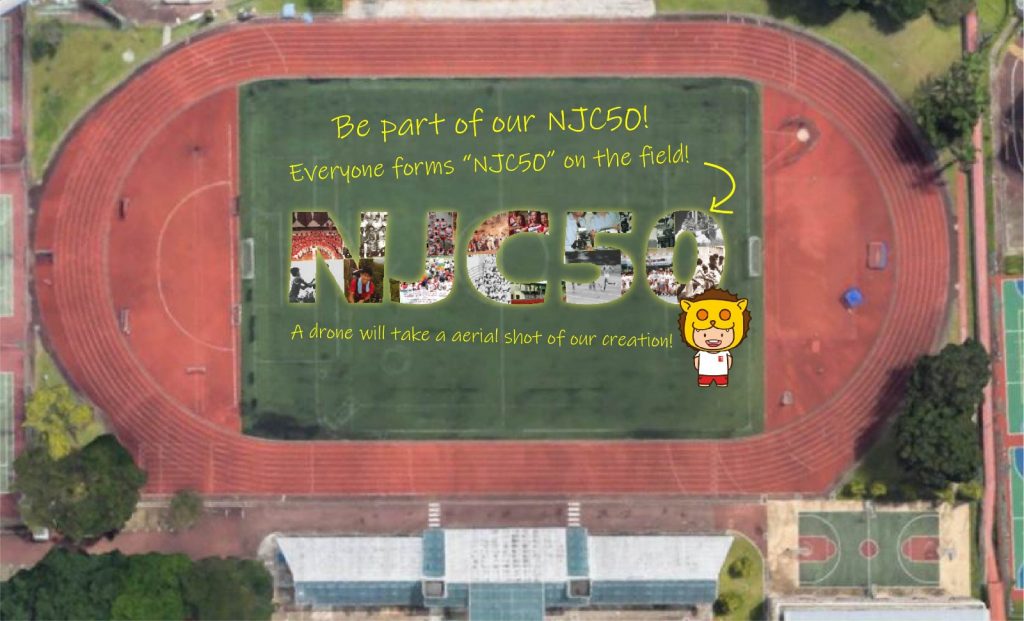 Be part of our NJC50!
Everyone forms “NJC50” on the field!
NJC50
A drone will take a aerial shot of our creation!